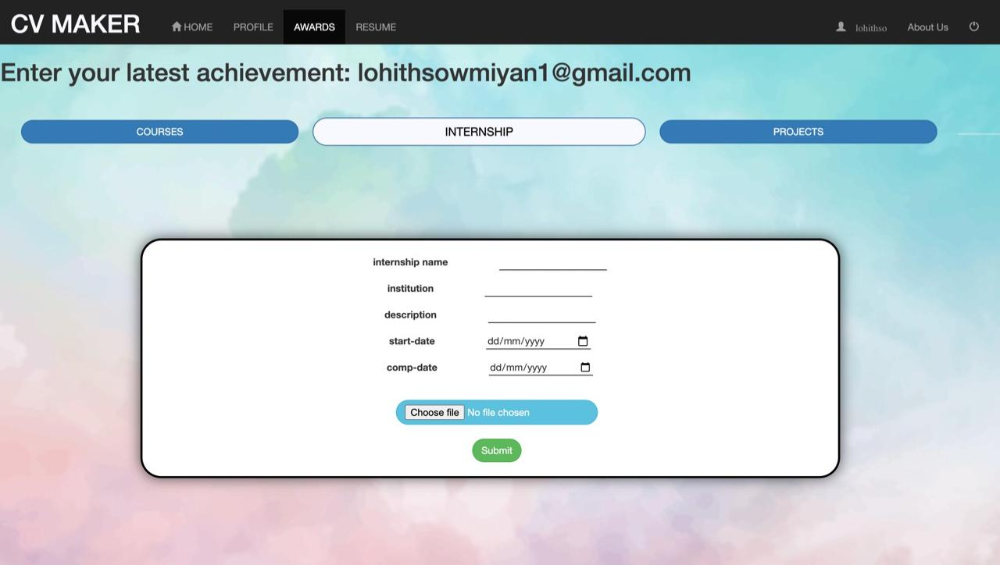 CV MAKER HOME PROFILE AWARDS RESUME lohithso About Us
Enter your latest achievement: lohithsowmiyan1@gmail.com
COURSES INTERNSHIP PROJECTS
internship name
institution
description
start-date dd/mm/yyyy
comp-date dd/mm/yyyy
Choose file No file chosen
Submit